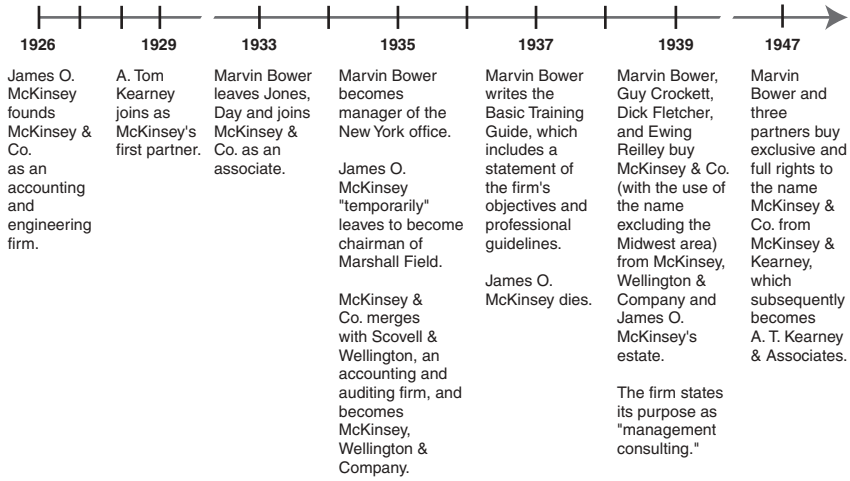 1926
James O.
McKinsey
founds
McKinsey &
Co.
as an
accounting
and
engineering
firm.
1929
A. Tom
Kearney
joins as
McKinsey's
first partner.
1933
Marvin Bower
leaves Jones,
Day and joins
McKinsey &
Co. as an
associate.
1935
Marvin Bower
becomes
manager of the
New York office.
James O.
McKinsey
"temporarily"
leaves to become
chairman of
Marshall Field.
McKinsey &
Co. merges
with Scovell &
Wellington, an
accounting and
auditing firm, and
becomes
McKinsey,
Wellington &
Company.
1937
Marvin Bower
writes the
Basic Training
Guide, which
includes a
statement of
the firm's
objectives and
professional
guidelines.
James O.
McKinsey dies.
1939
Marvin Bower,
Guy Crockett,
Dick Fletcher,
and Ewing
Reilley buy
McKinsey & Co.
(with the use of
the name
excluding the
Midwest area)
from McKinsey,
Wellington &
Company and
James O.
McKinsey's
estate.
The firm states
its purpose as
"management
consulting."
1947
Marvin
Bower and
three
partners buy
exclusive and
full rights to
the name
McKinsey &
Co. from
McKinsey &
Kearney,
which
subsequently
becomes
A. T. Kearney
& Associates.